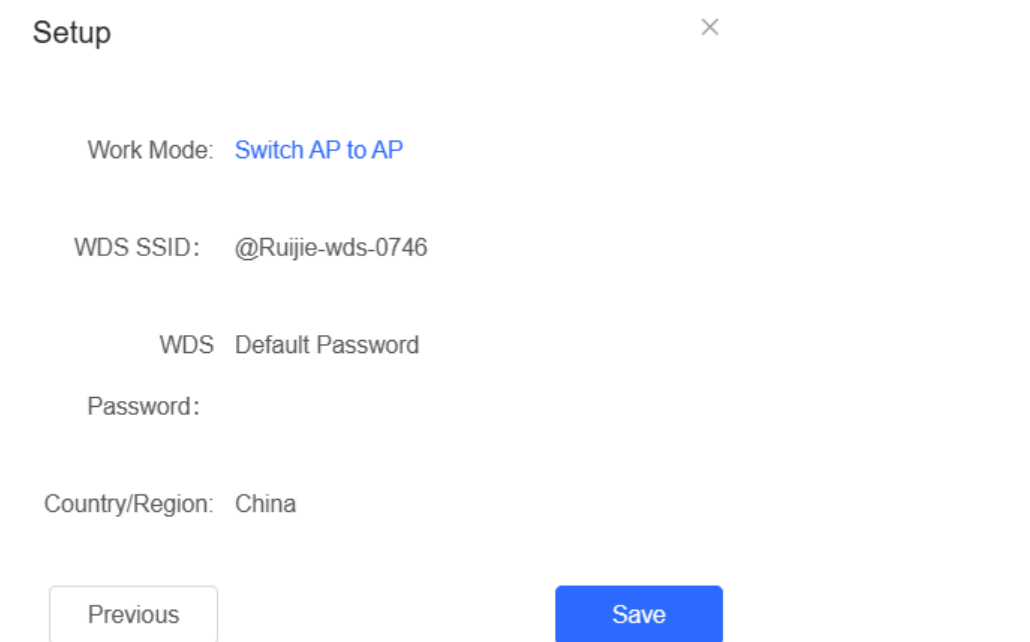 Setup
Work Mode: Switch AP to AP
WDS SSID： @Ruijie-wds-0746
WDS Default Password
Password：
Country/Region: China
Previous Save